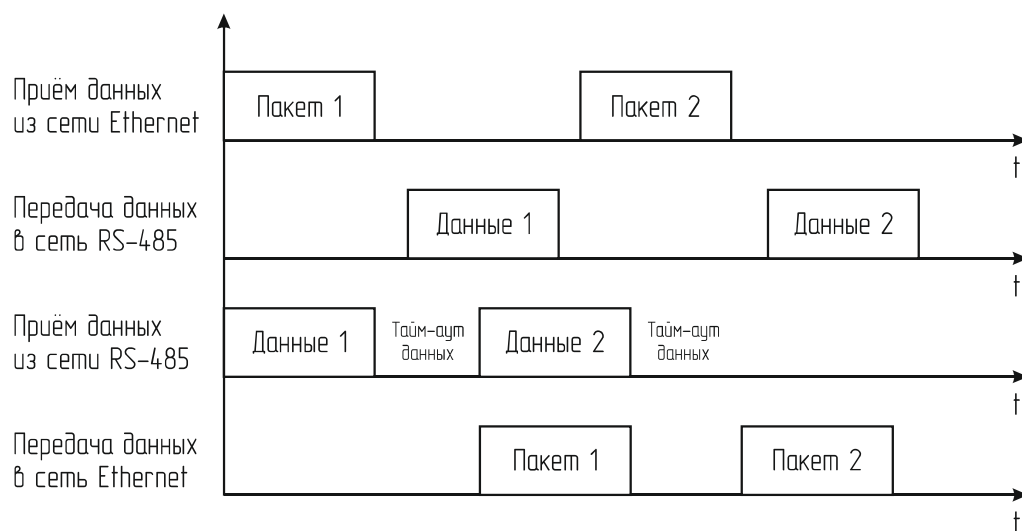 Приём данных
из сети Ethernet
Пакет 1
Пакет 2
t
Передача данных
в сеть RS-485
Данные 1
Данные 2
t
Приём данных
из сети RS-485
Данные 1
Тайм-аут
данных
Данные 2
Тайм-аут
данных
t
Передача данных
в сеть Ethernet
Пакет 1
Пакет 2
t